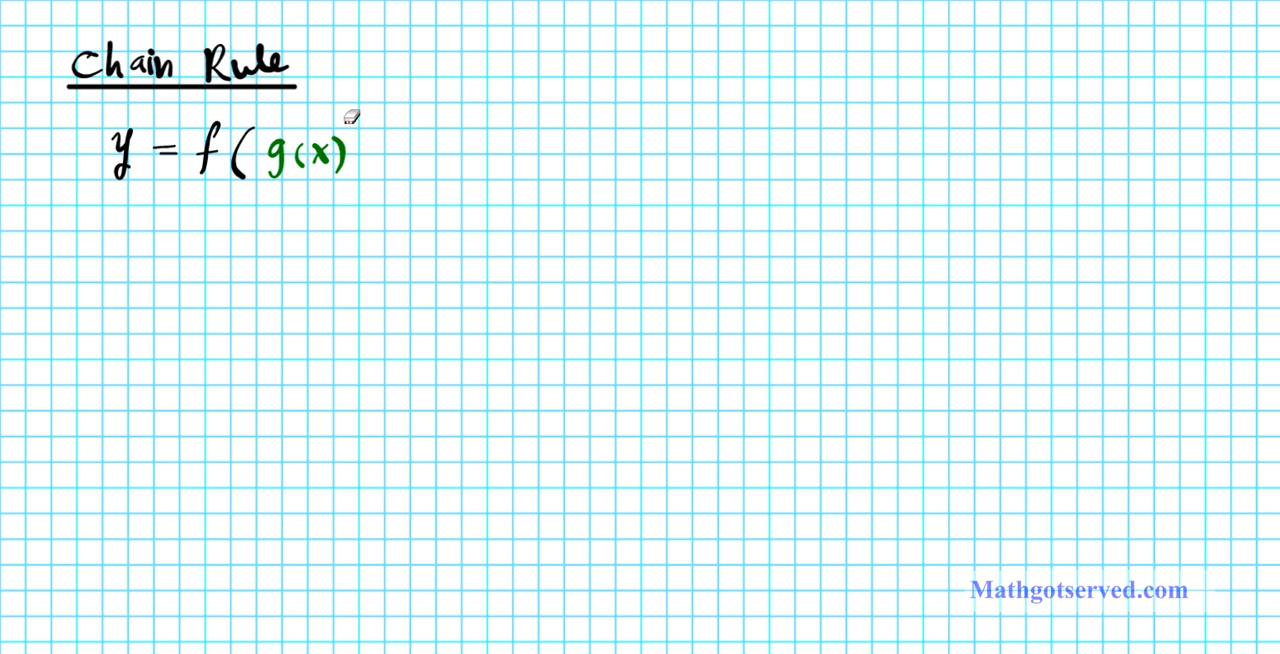 Chain Rule
y = f ( g(x)
Mathgotserved.com